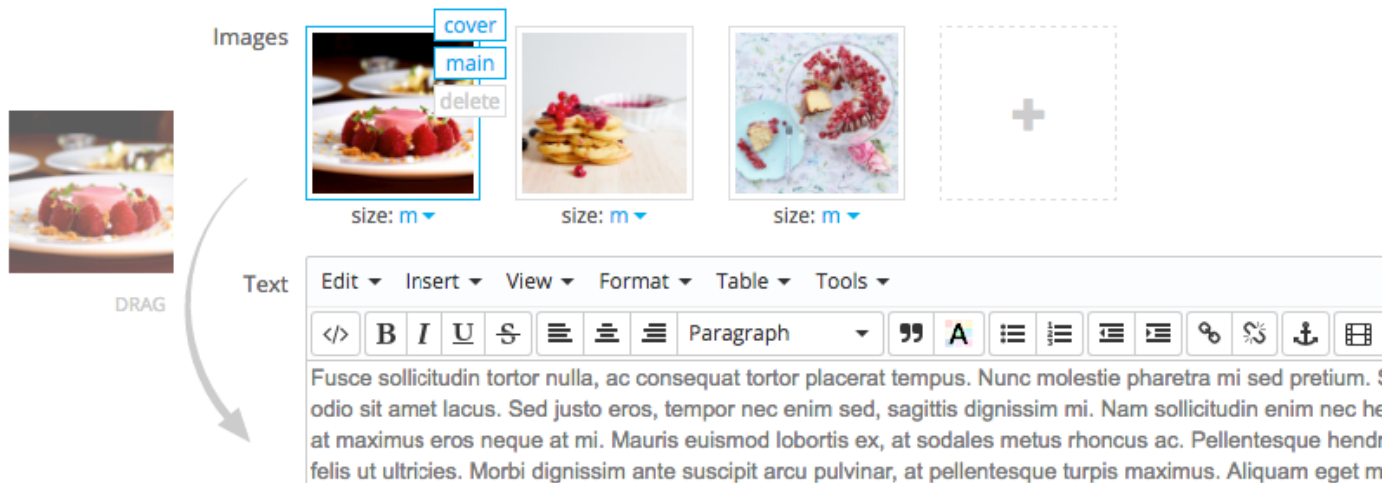 Images
cover
main
delete
size: m
size: m
size: m
DRAG
Text
Edit Insert View Format Table Tools
</> B I U S Paragraph A
Fusce sollicitudin tortor nulla, ac consequat tortor placerat tempus. Nunc molestie pharetra mi sed pretium.
odio sit amet lacus. Sed justo eros, tempor nec enim sed, sagittis dignissim mi. Nam sollicitudin enim nec
at maximus eros neque at mi. Mauris euismod lobortis ex, at sodales metus rhoncus ac. Pellentesque
felis ut ultricies. Morbi dignissim ante suscipit arcu pulvinar, at pellentesque turpis maximus. Aliquam eget